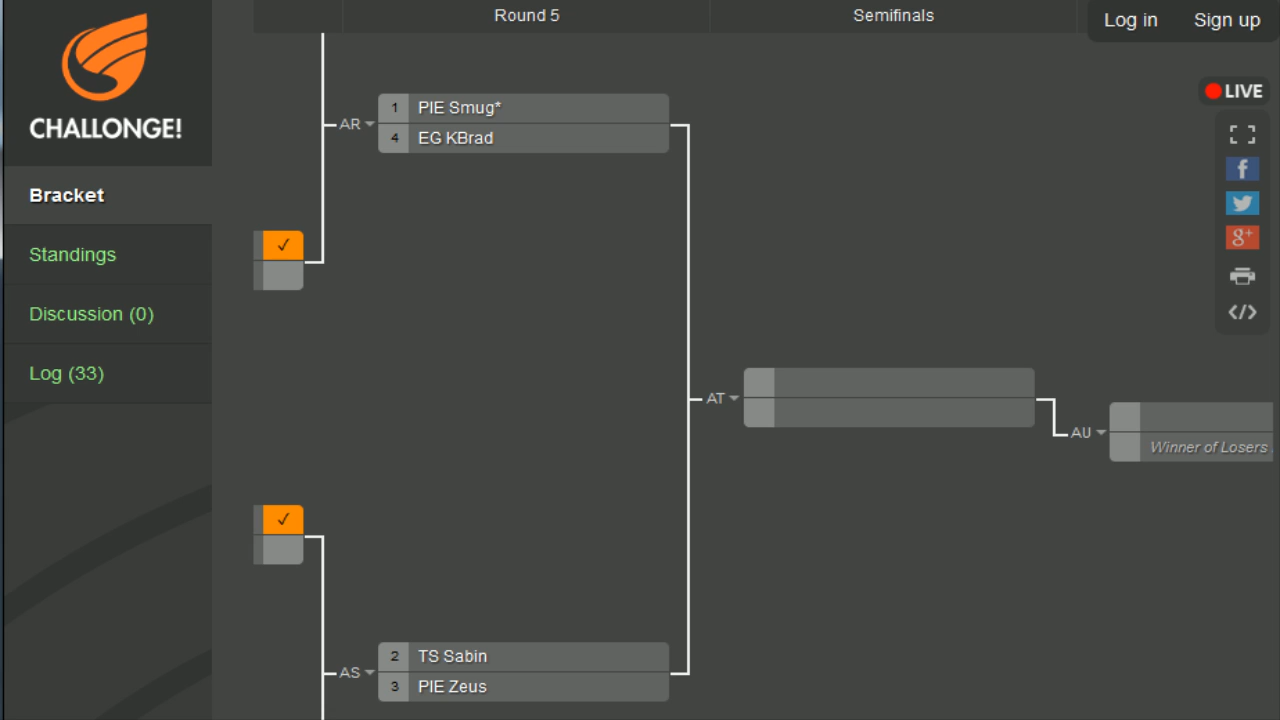 Round 5
Semifinals
Log in
Sign up
CHALLONGE!
LIVE
Bracket
Standings
Discussion (0)
Log (33)
AR
1 PIE Smug*
4 EG KBrad
✓
AT
AU
Winner of Losers
✓
AS
2 TS Sabin
3 PIE Zeus
f
g+
</>